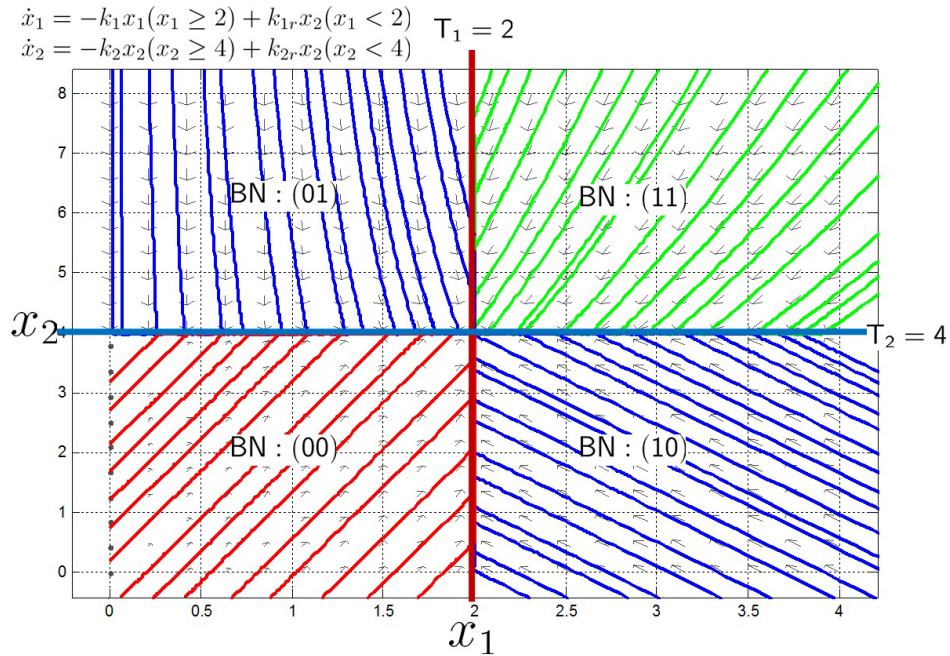 ẋ₁ = −k₁x₁(x₁ ≥ 2) + k₁ᵣx₂(x₁ < 2)
T₁ = 2
ẋ₂ = −k₂x₂(x₂ ≥ 4) + k₂ᵣx₂(x₂ < 4)
8
7
BN : (01)
BN : (11)
6
5
x₂
T₂ = 4
3
BN : (00)
BN : (10)
2
1
0
0 0.5 1 1.5 2 2.5 3 3.5 4
x₁